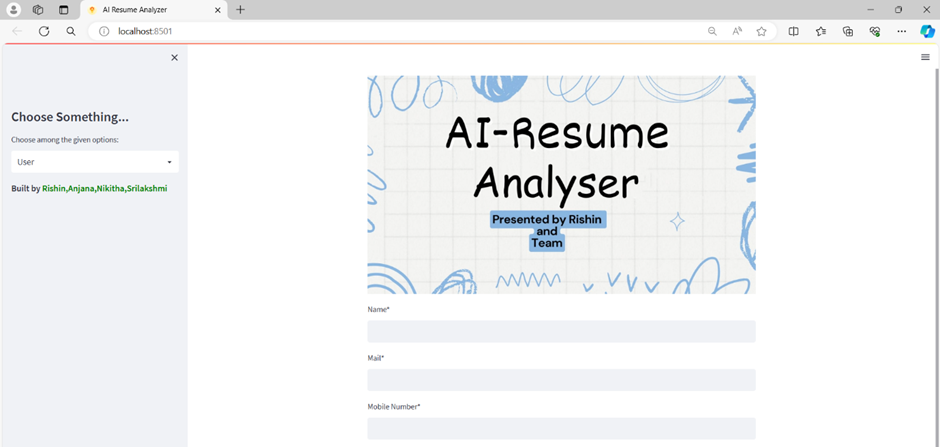 AI Resume Analyzer
localhost:8501
Choose Something...
Choose among the given options:
User
Built by Rishin,Anjana,Nikitha,Srilakshmi
AI-Resume
Analyser
Presented by Rishin
and
Team
Name*
Mail*
Mobile Number*